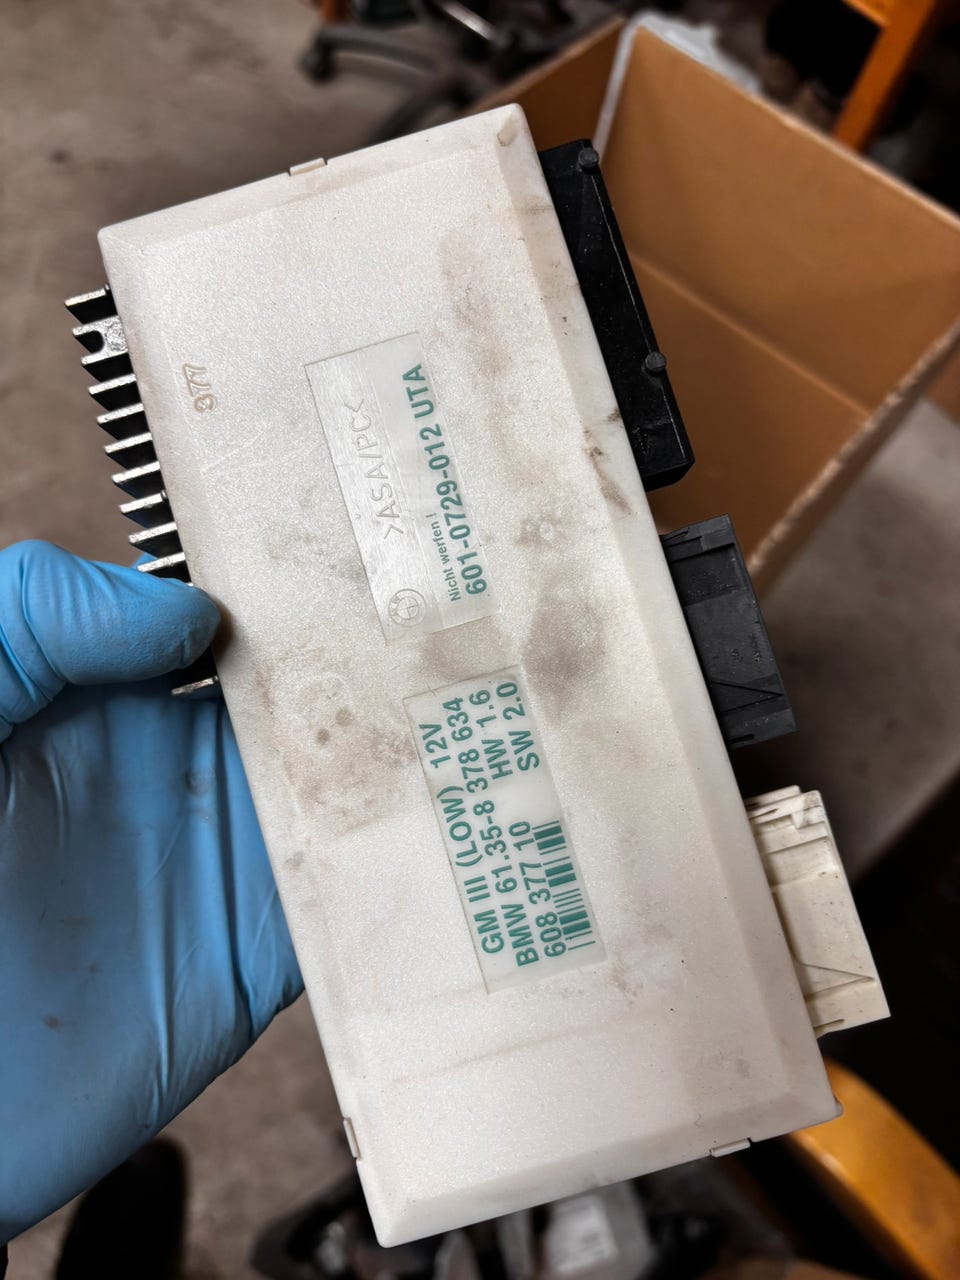 377
>ASA/PC<
Nicht werfen !
601-0729-012 UTA
GM III (LOW) 12V
BMW 61.35-8 378 634
608 377 10 HW 1.6
SW 2.0